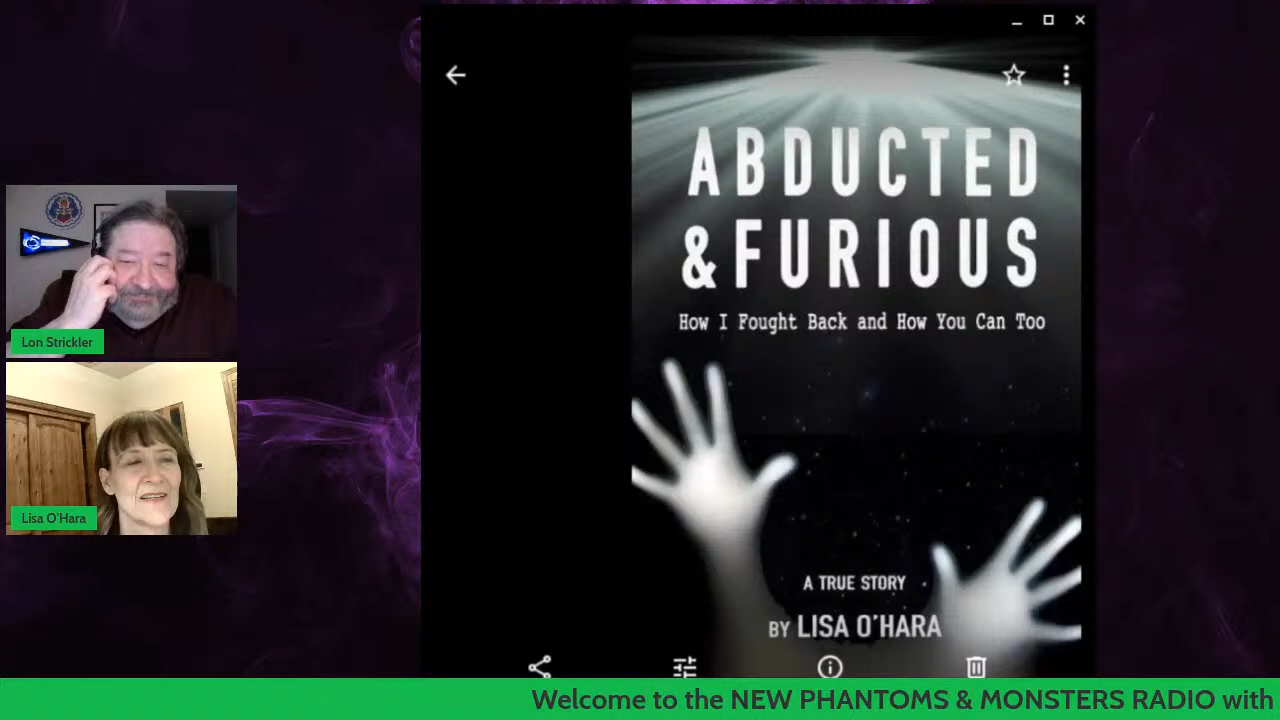 ABDUCTED
& FURIOUS
How I Fought Back and How You Can Too
A TRUE STORY
BY LISA O'HARA
Lon Strickler
Lisa O'Hara
Welcome to the NEW PHANTOMS & MONSTERS RADIO with